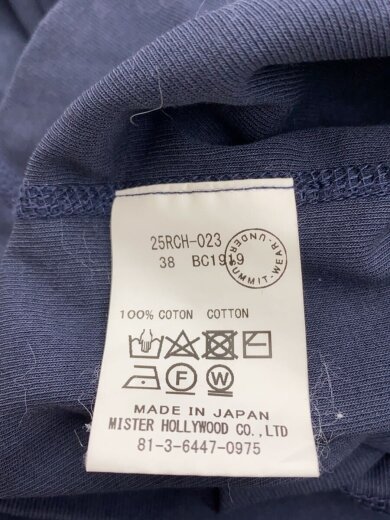 25RCH-023
38 BC1919
UNDER-SUMMIT-WEAR-
100% COTON COTTON
F W
MADE IN JAPAN
MISTER HOLLYWOOD CO.,LTD
81-3-6447-0975